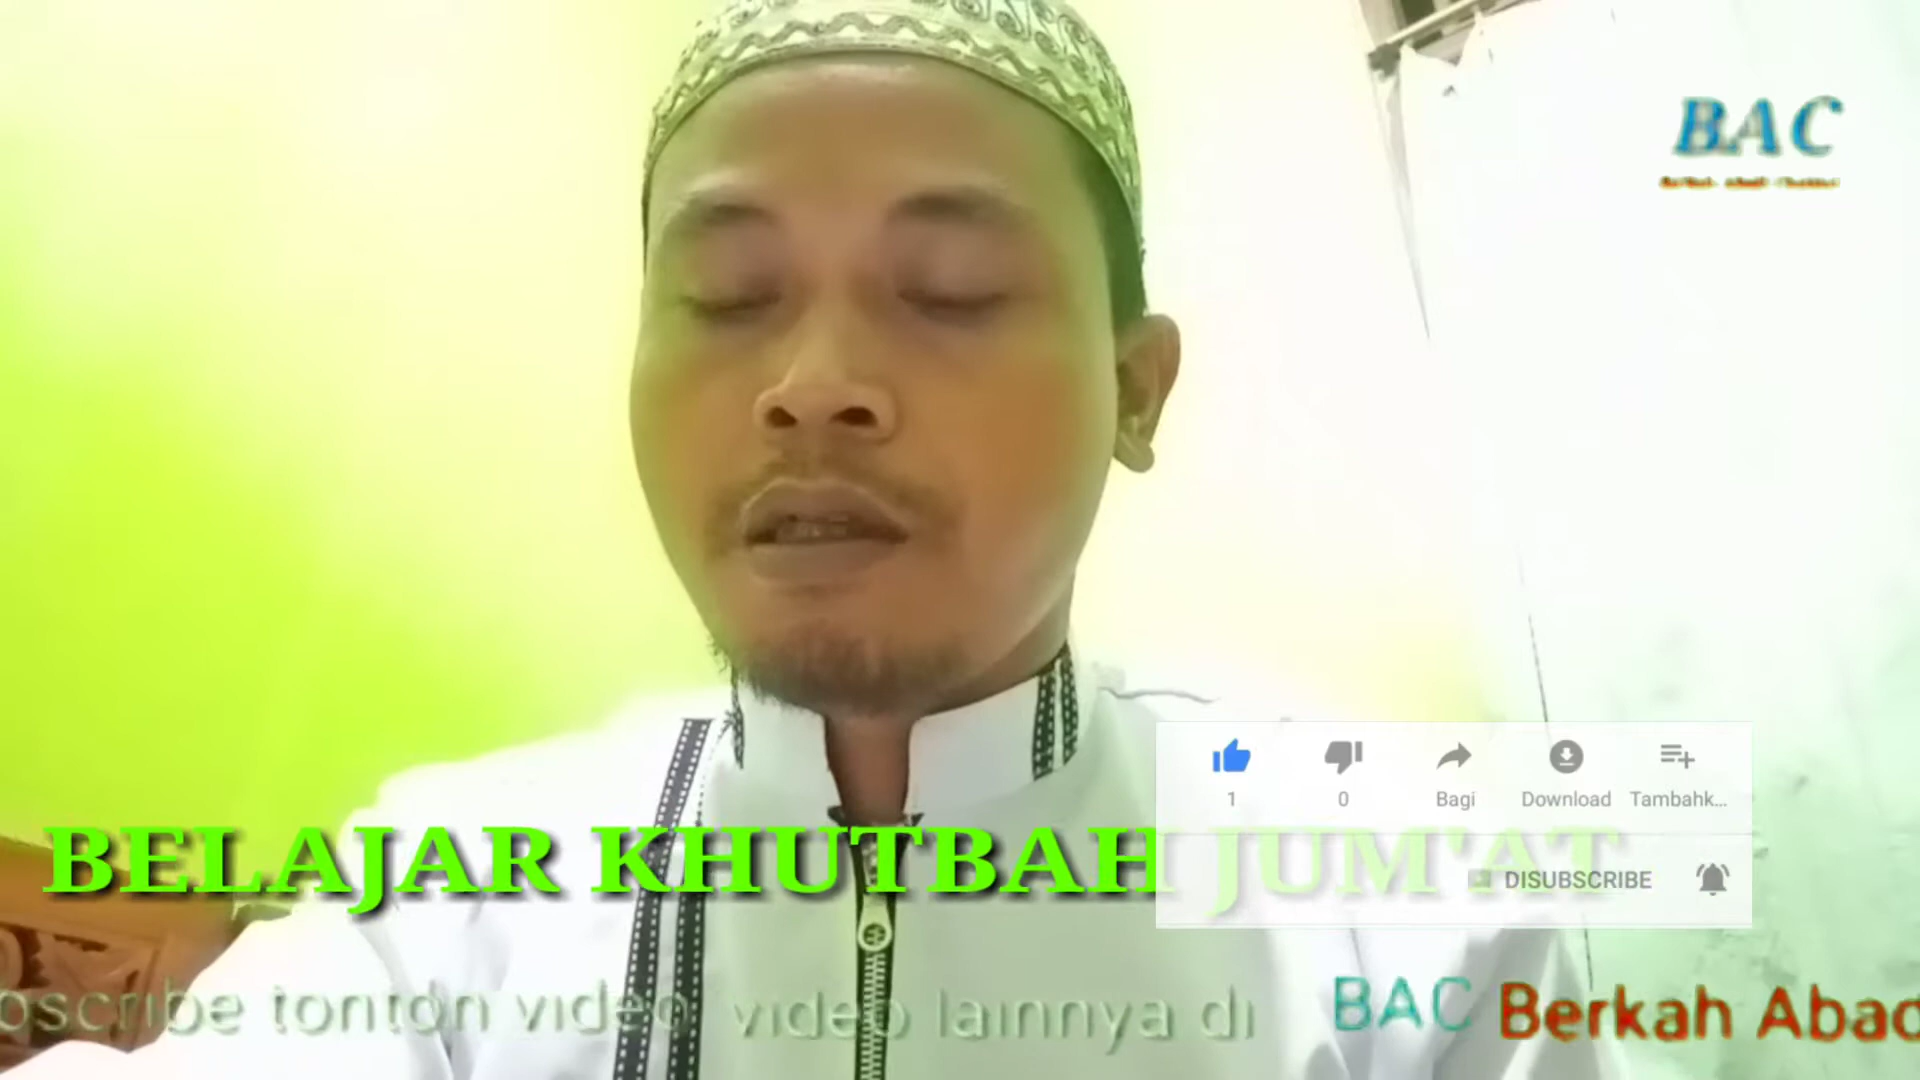 BAC
1 0 Bagi Download Tambahk...
BELAJAR KHUTBAH JUM'AT
DISUBSCRIBE
bscribe tonton video video lainnya di BAC Berkah Abad